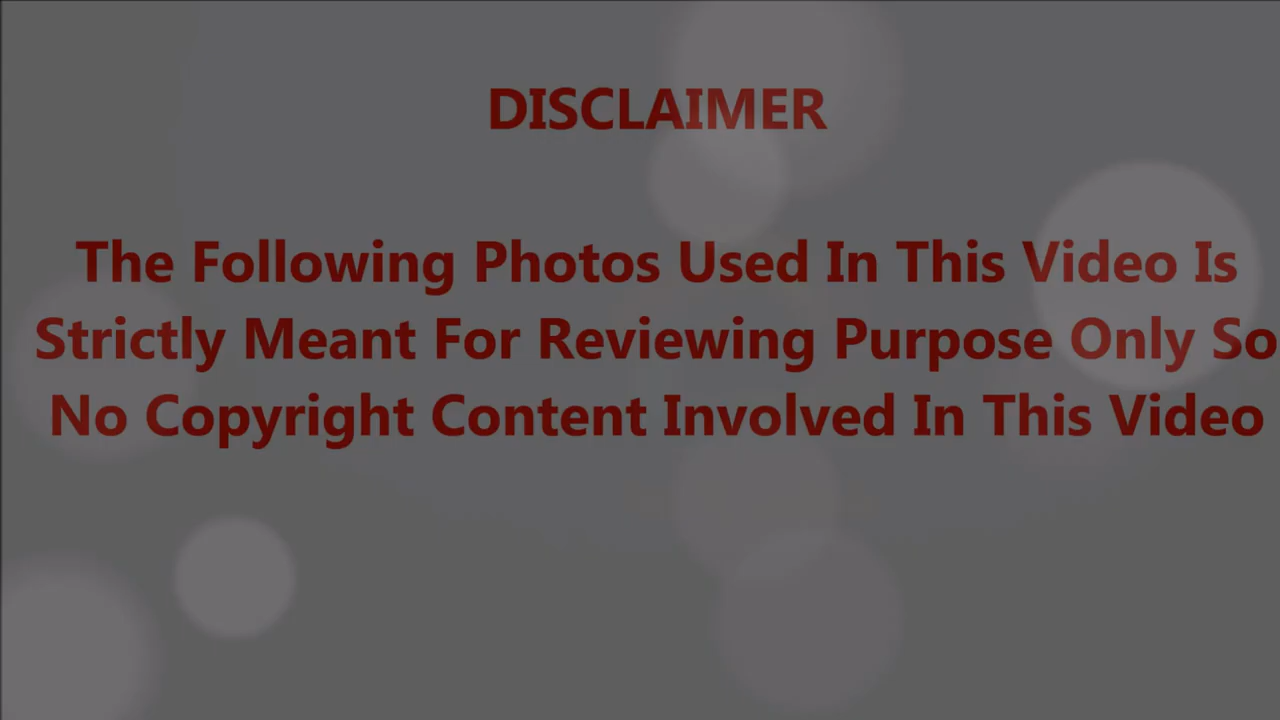 DISCLAIMER
The Following Photos Used In This Video Is
Strictly Meant For Reviewing Purpose Only So
No Copyright Content Involved In This Video